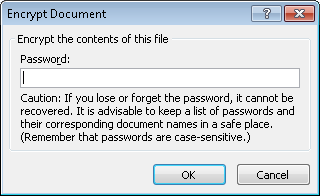 Encrypt Document
Encrypt the contents of this file
Password:
Caution: If you lose or forget the password, it cannot be
recovered. It is advisable to keep a list of passwords and
their corresponding document names in a safe place.
(Remember that passwords are case-sensitive.)
OK Cancel